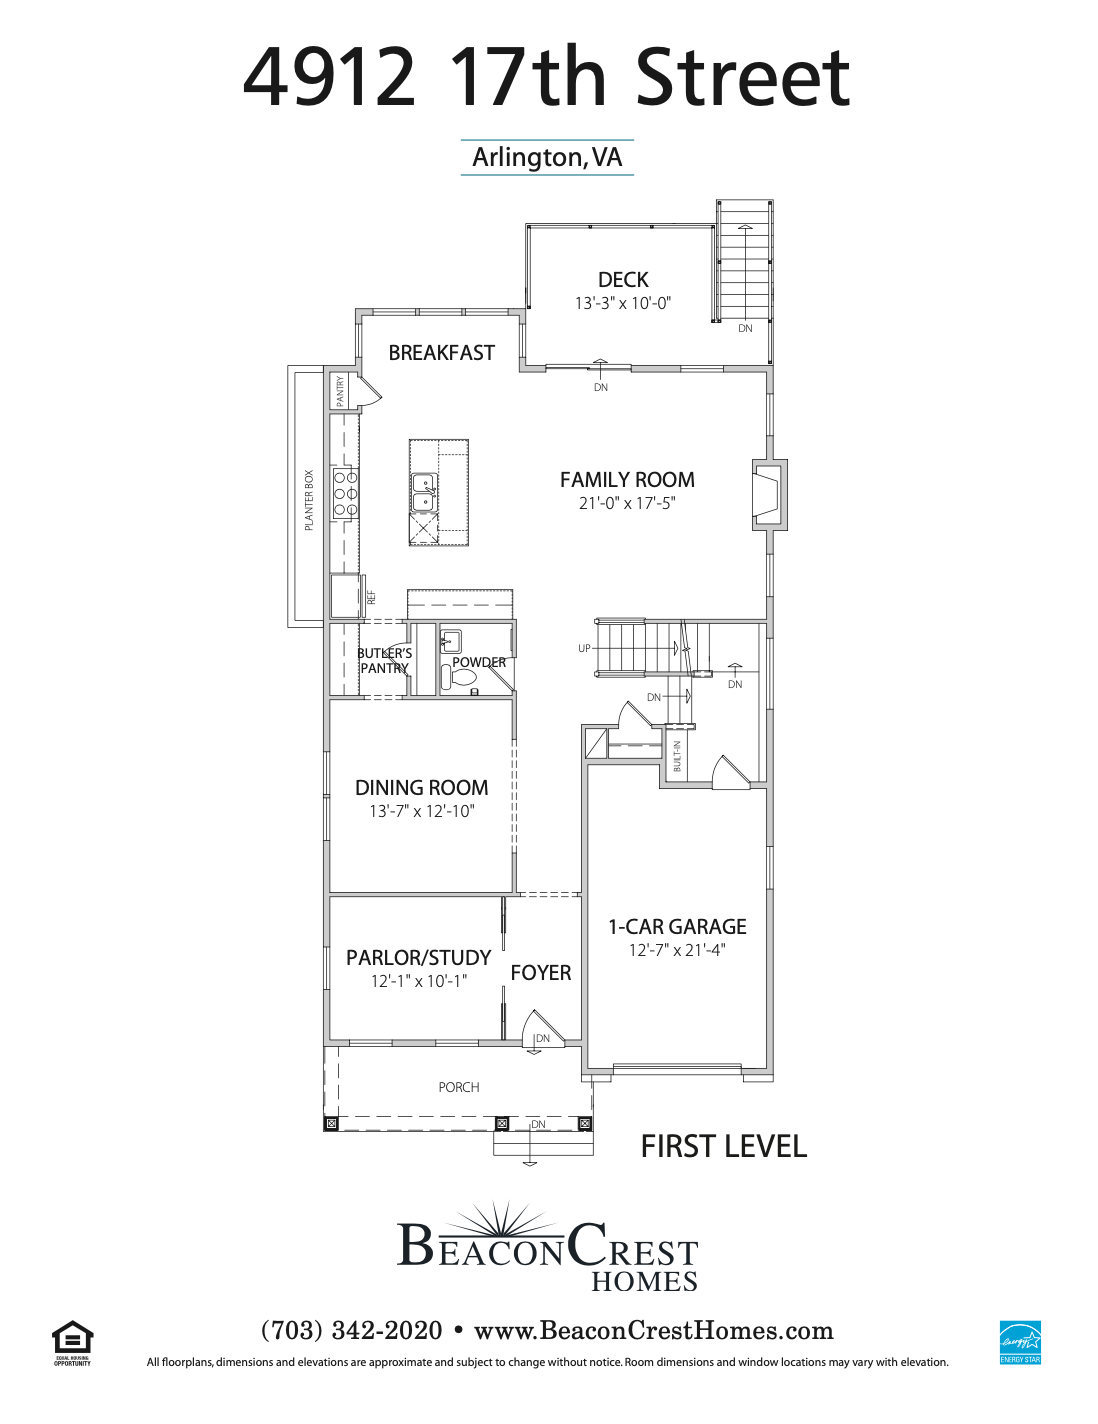 4912 17th Street
Arlington, VA
DECK
13'-3" x 10'-0"
DN
BREAKFAST
DN
PANTRY
PLANTER BOX
FAMILY ROOM
21'-0" x 17'-5"
REF
BUTLER'S
PANTRY
POWDER
UP
DN
DN
BUILT-IN
DINING ROOM
13'-7" x 12'-10"
1-CAR GARAGE
12'-7" x 21'-4"
PARLOR/STUDY
12'-1" x 10'-1"
FOYER
DN
PORCH
DN
FIRST LEVEL
BEACONCREST
HOMES
(703) 342-2020 • www.BeaconCrestHomes.com
EQUAL HOUSING
OPPORTUNITY
energy
ENERGY STAR
All floorplans, dimensions and elevations are approximate and subject to change without notice. Room dimensions and window locations may vary with elevation.